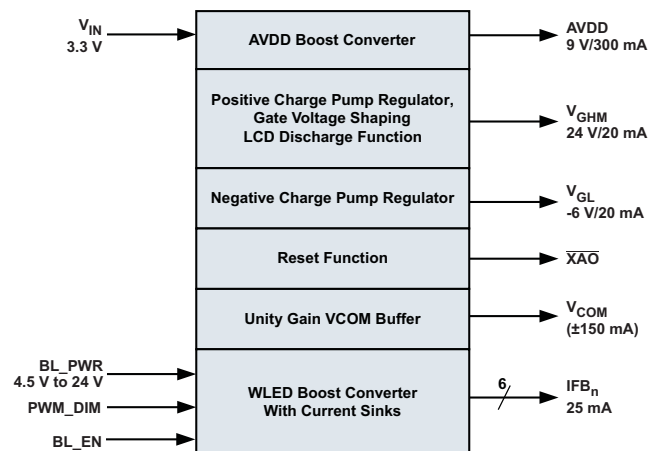 V_IN
3.3 V
AVDD Boost Converter
AVDD
9 V/300 mA
Positive Charge Pump Regulator,
Gate Voltage Shaping
LCD Discharge Function
V_GHM
24 V/20 mA
Negative Charge Pump Regulator
V_GL
-6 V/20 mA
Reset Function
X̅A̅O̅
Unity Gain VCOM Buffer
V_COM
(±150 mA)
BL_PWR
4.5 V to 24 V
PWM_DIM
BL_EN
WLED Boost Converter
With Current Sinks
6
IFB_n
25 mA